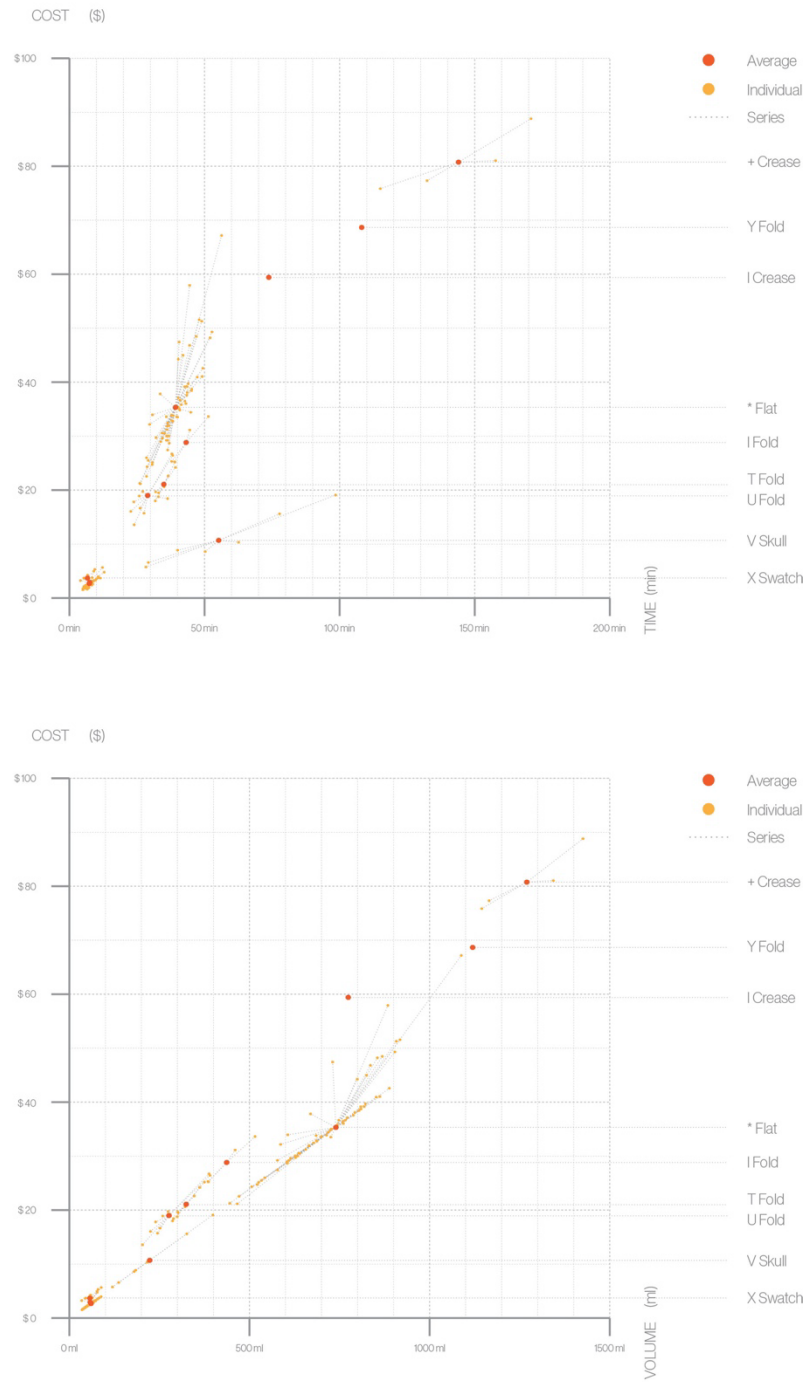 COST ($)
$100
Average
Individual
Series
$80
+ Crease
Y Fold
$60
I Crease
$40
* Flat
I Fold
$20
T Fold
U Fold
V Skull
X Swatch
$0
0 min 50 min 100 min 150 min 200 min
TIME (min)
COST ($)
$100
Average
Individual
Series
$80
+ Crease
Y Fold
$60
I Crease
$40
* Flat
I Fold
$20
T Fold
U Fold
V Skull
X Swatch
$0
0 ml 500 ml 1000 ml 1500 ml
VOLUME (ml)